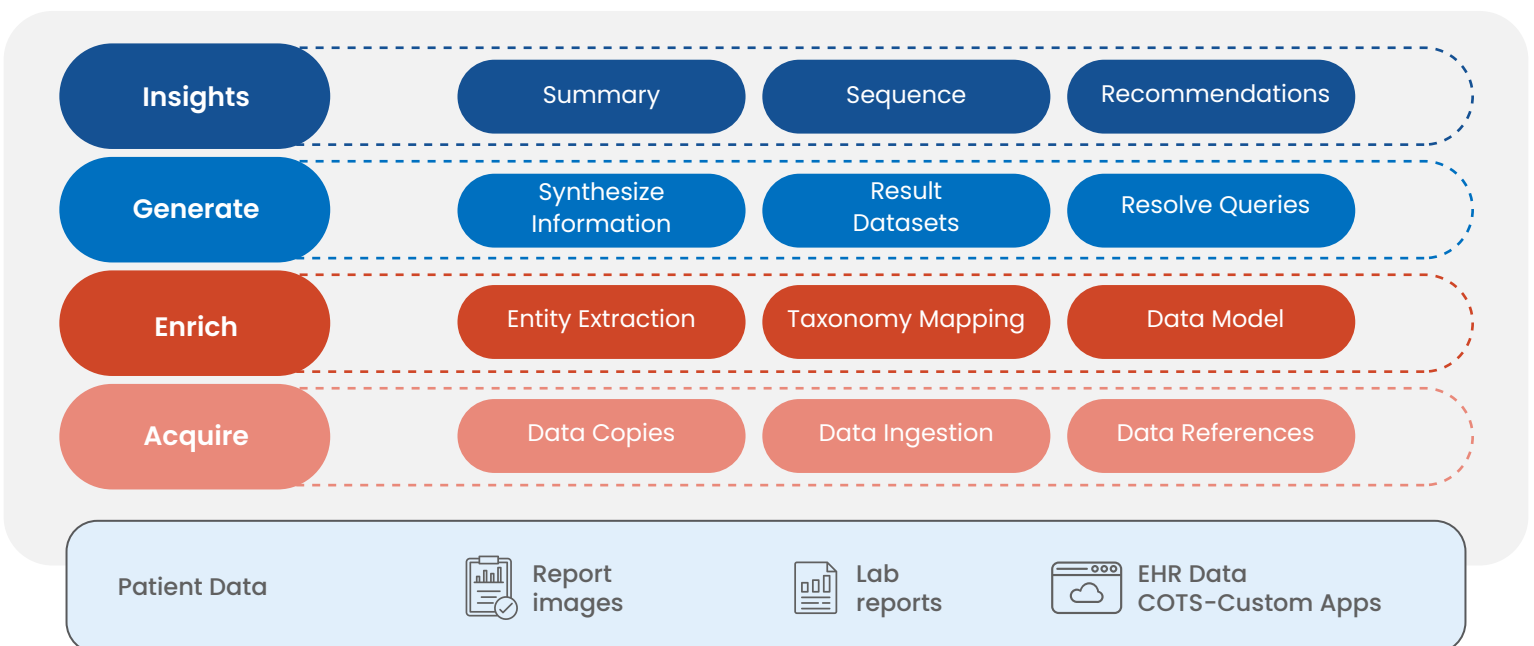 Insights
Summary
Sequence
Recommendations
Generate
Synthesize
Information
Result
Datasets
Resolve Queries
Enrich
Entity Extraction
Taxonomy Mapping
Data Model
Acquire
Data Copies
Data Ingestion
Data References
Patient Data
Report
images
Lab
reports
EHR Data
COTS-Custom Apps